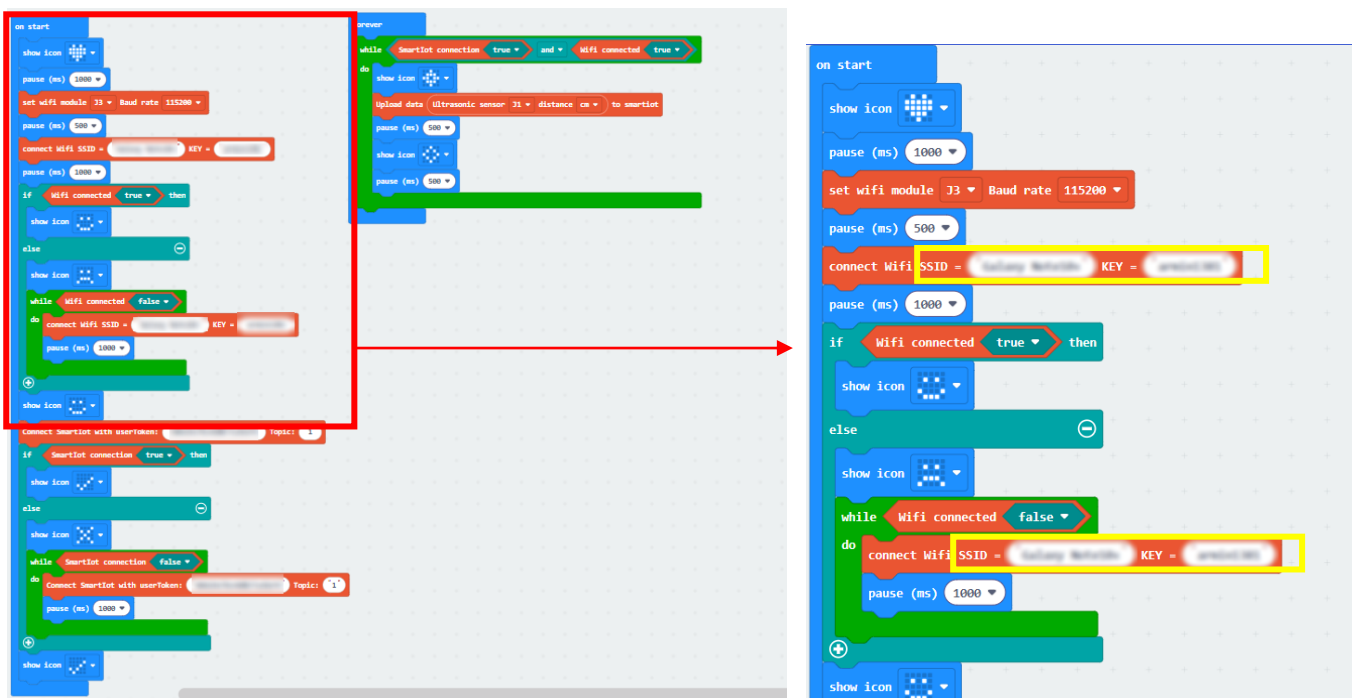 on start
show icon
pause (ms) 1000
set wifi module J3 Baud rate 115200
pause (ms) 500
connect Wifi SSID = KEY =
pause (ms) 1000
if Wifi connected true then
show icon
else
show icon
while Wifi connected false
do
connect Wifi SSID = KEY =
pause (ms) 1000
show icon
Connect SmartIot with userToken: Topic: 1
if SmartIot connection true then
show icon
else
show icon
while SmartIot connection false
do
Connect SmartIot with userToken: Topic: "1"
pause (ms) 1000
show icon
forever
while SmartIot connection true and Wifi connected true
do
show icon
Upload data Ultrasonic sensor J1 distance cm to smartiot
pause (ms) 500
show icon
pause (ms) 500
on start
show icon
pause (ms) 1000
set wifi module J3 Baud rate 115200
pause (ms) 500
connect Wifi SSID = KEY =
pause (ms) 1000
if Wifi connected true then
show icon
else
show icon
while Wifi connected false
do
connect Wifi SSID = KEY =
pause (ms) 1000
show icon